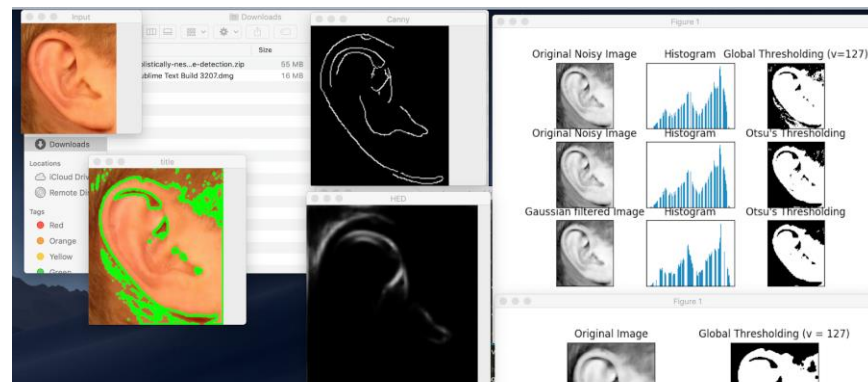 Input
Downloads
Size
olistically-nes...e-detection.zip
55 MB
ublime Text Build 3207.dmg
16 MB
Downloads
Locations
iCloud Driv
Remote Dis
Tags
Red
Orange
Yellow
Green
title
Canny
HED
Figure 1
Original Noisy Image
Histogram
Global Thresholding (v=127)
Original Noisy Image
Histogram
Otsu's Thresholding
Gaussian filtered Image
Histogram
Otsu's Thresholding
Figure 1
Original Image
Global Thresholding (v = 127)